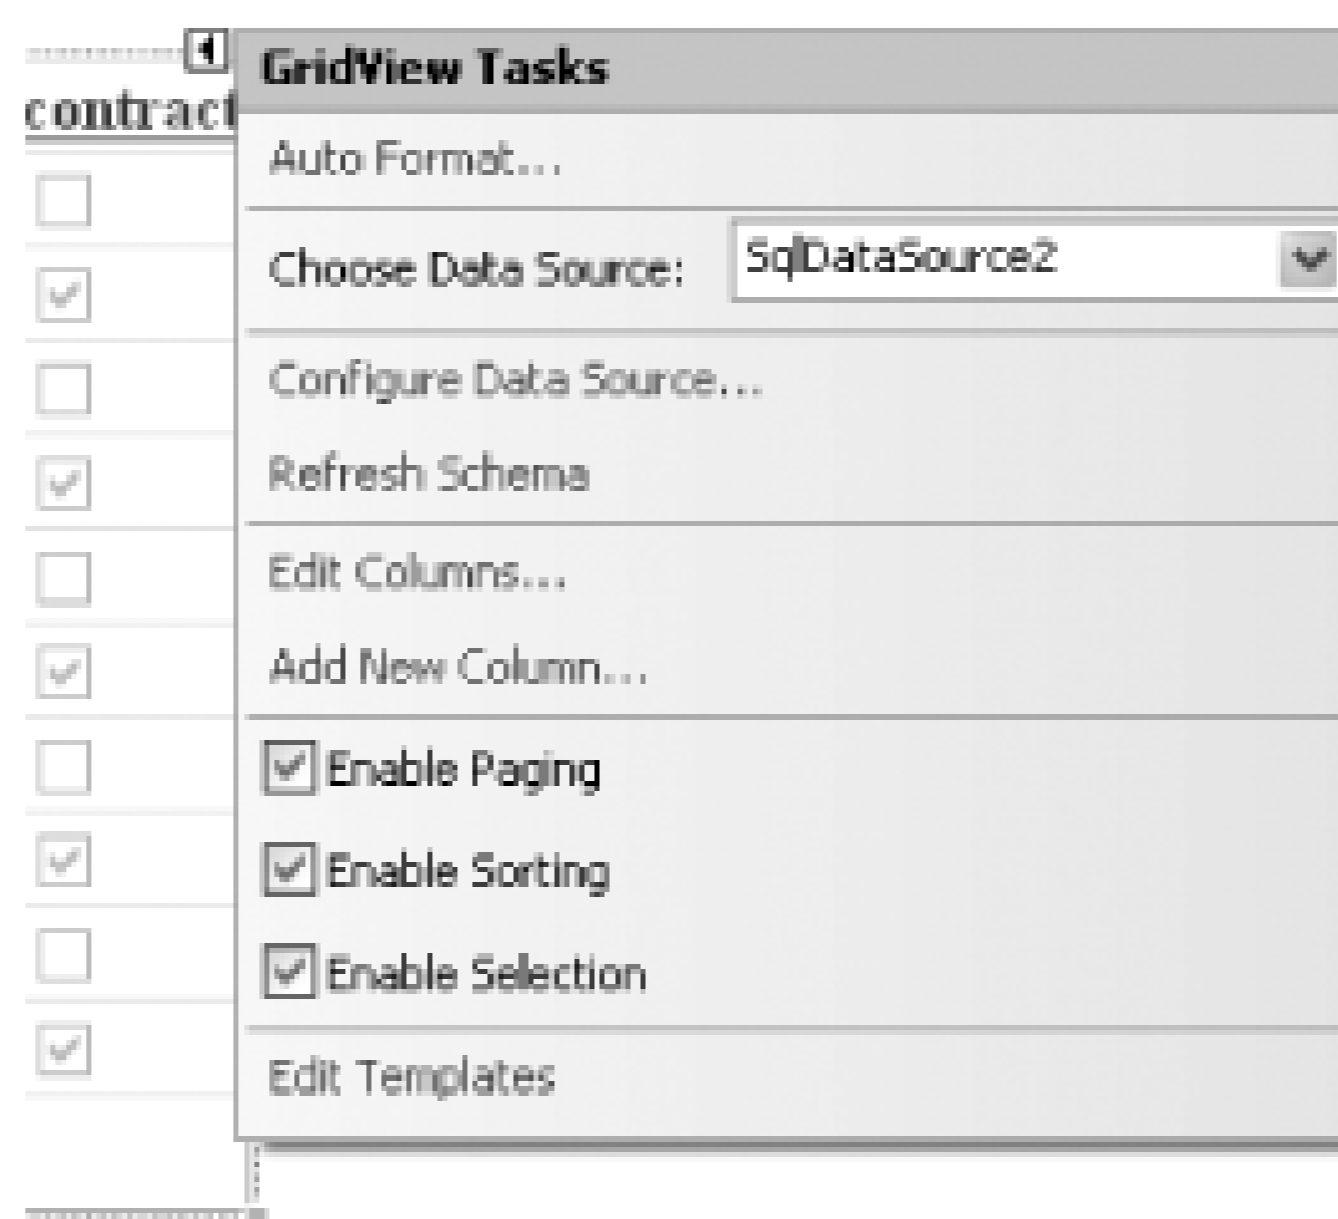 GridView Tasks
contract
Auto Format...
Choose Data Source: SqlDataSource2
Configure Data Source...
Refresh Schema
Edit Columns...
Add New Column...
Enable Paging
Enable Sorting
Enable Selection
Edit Templates